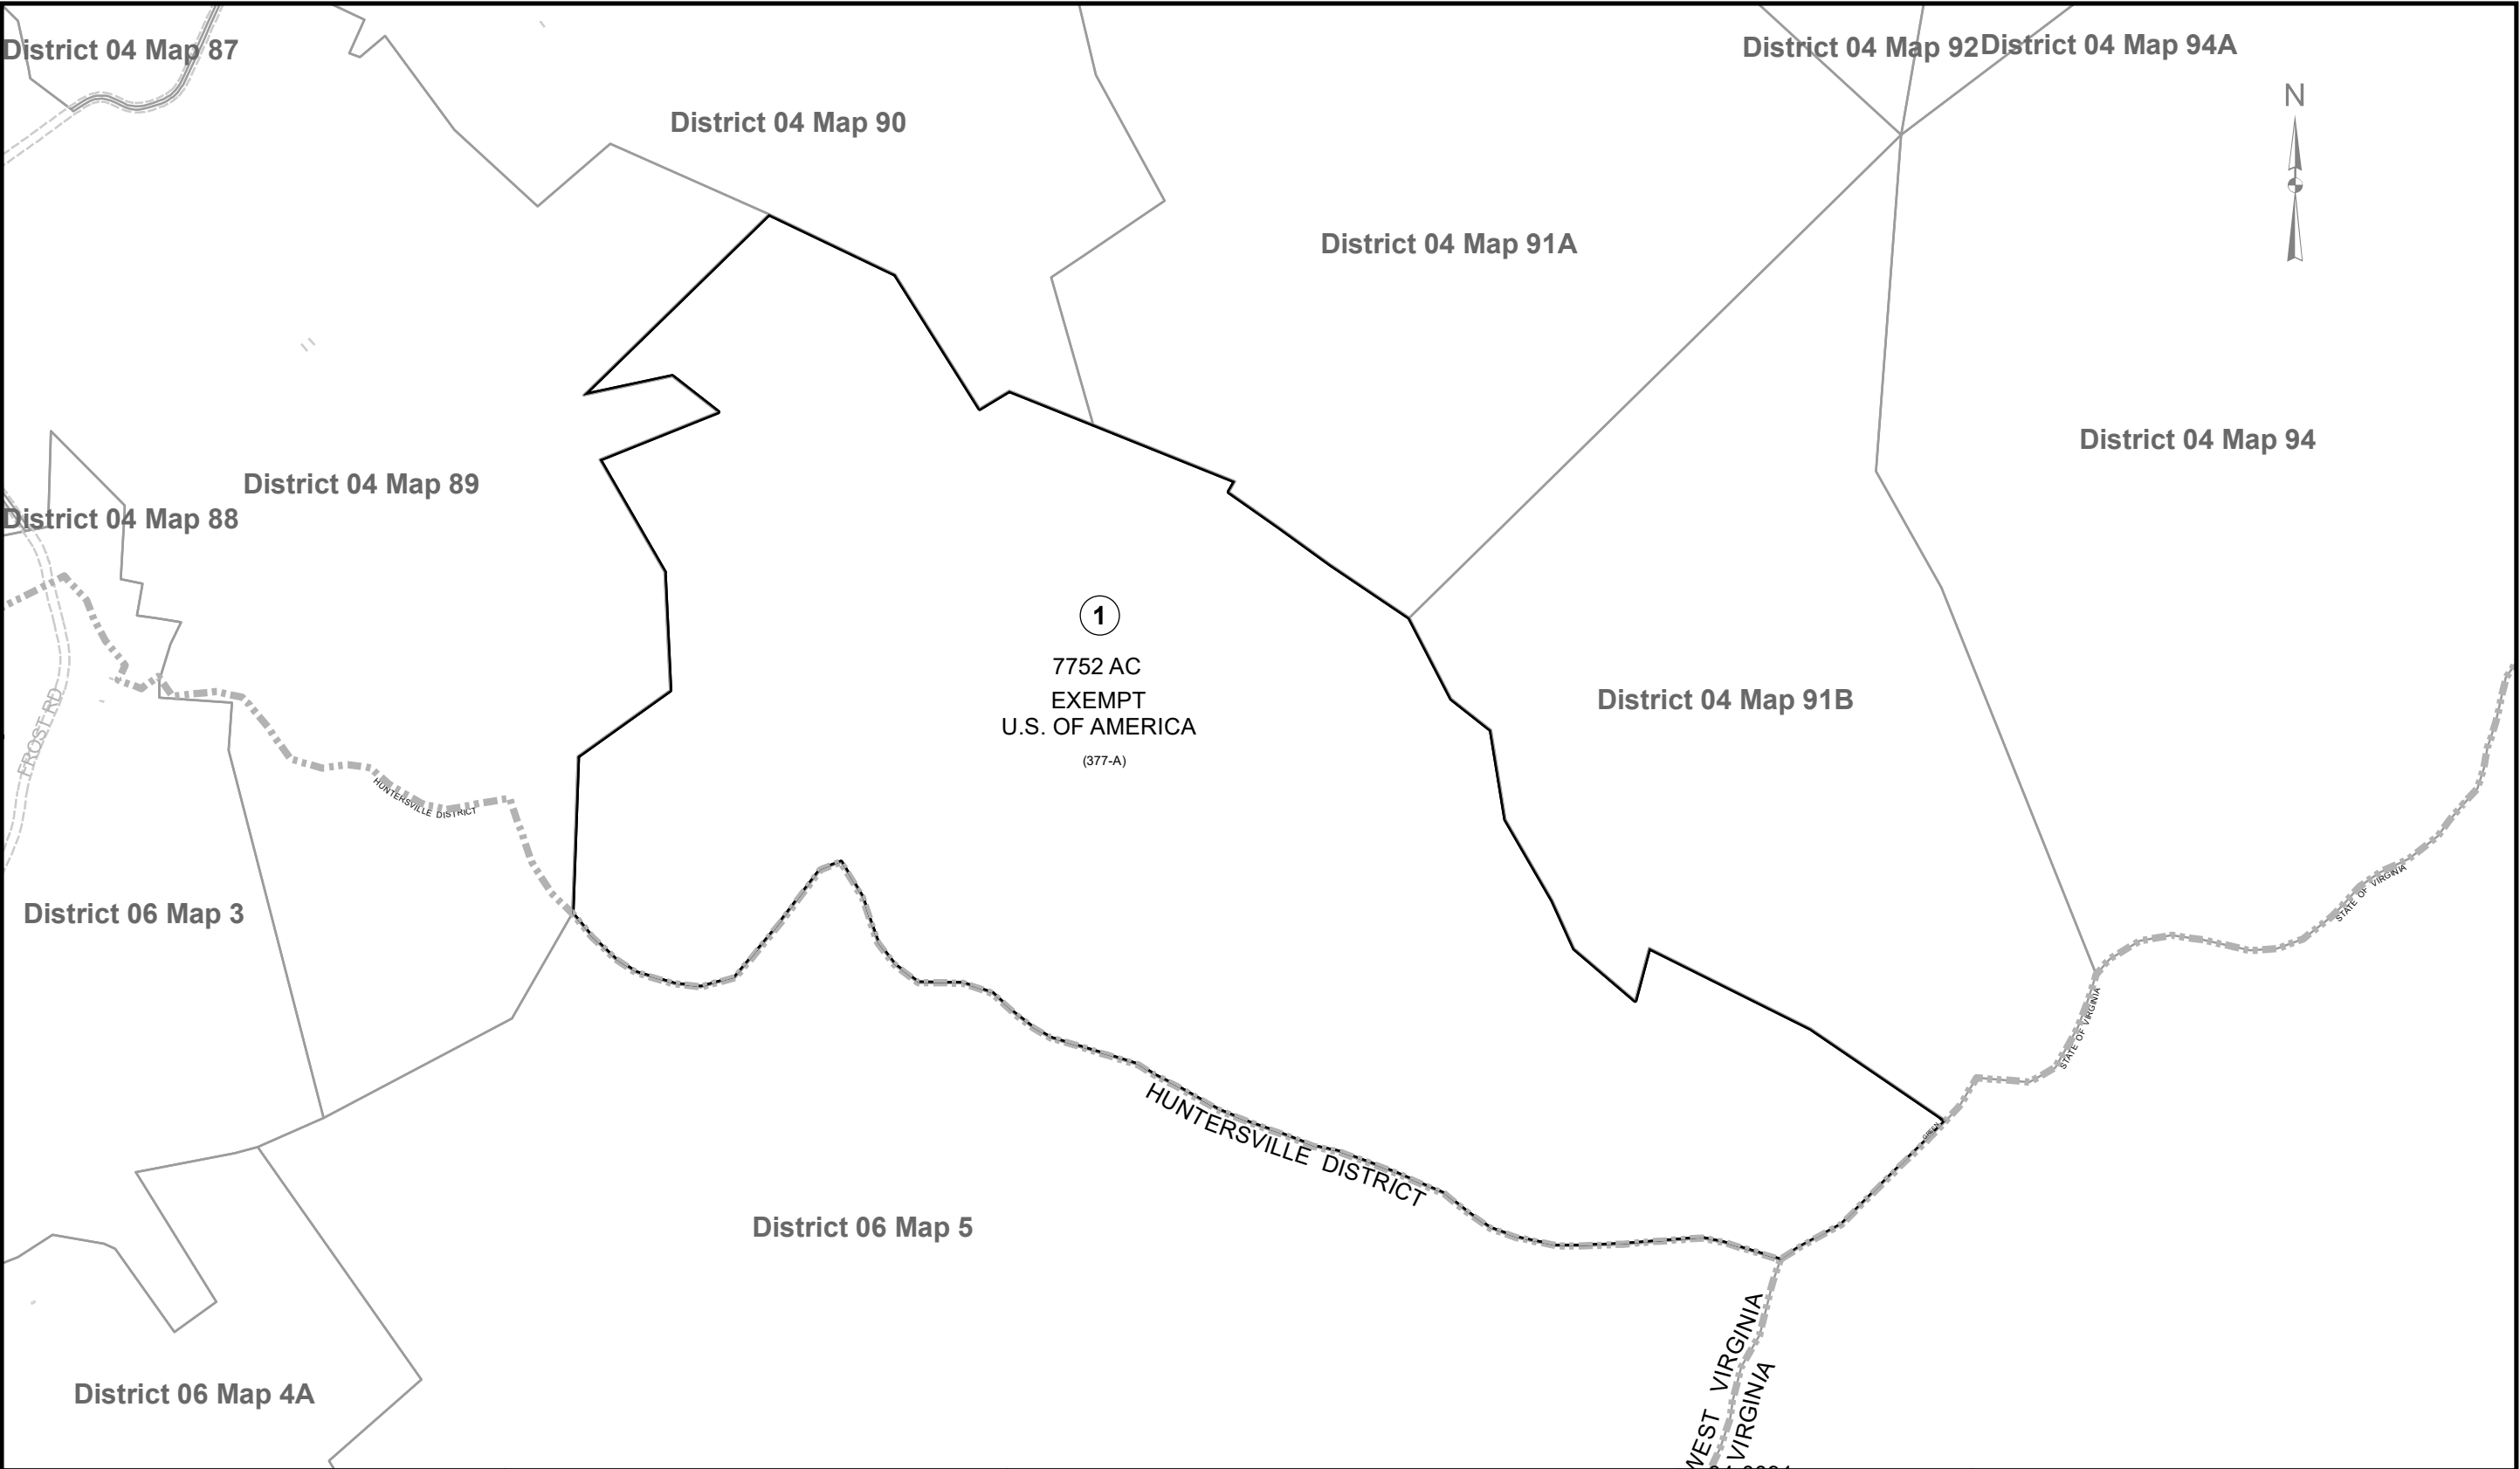 District 04 Map 87
District 04 Map 92
District 04 Map 94A
N
District 04 Map 90
District 04 Map 91A
District 04 Map 94
District 04 Map 89
District 04 Map 88
1
7752 AC
EXEMPT
U.S. OF AMERICA
(377-A)
District 04 Map 91B
FROST RD
HUNTERSVILLE DISTRICT
STATE OF VIRGINIA
District 06 Map 3
STATE OF VIRGINIA
HUNTERSVILLE DISTRICT
District 06 Map 5
District 06 Map 4A
WEST VIRGINIA
VIRGINIA